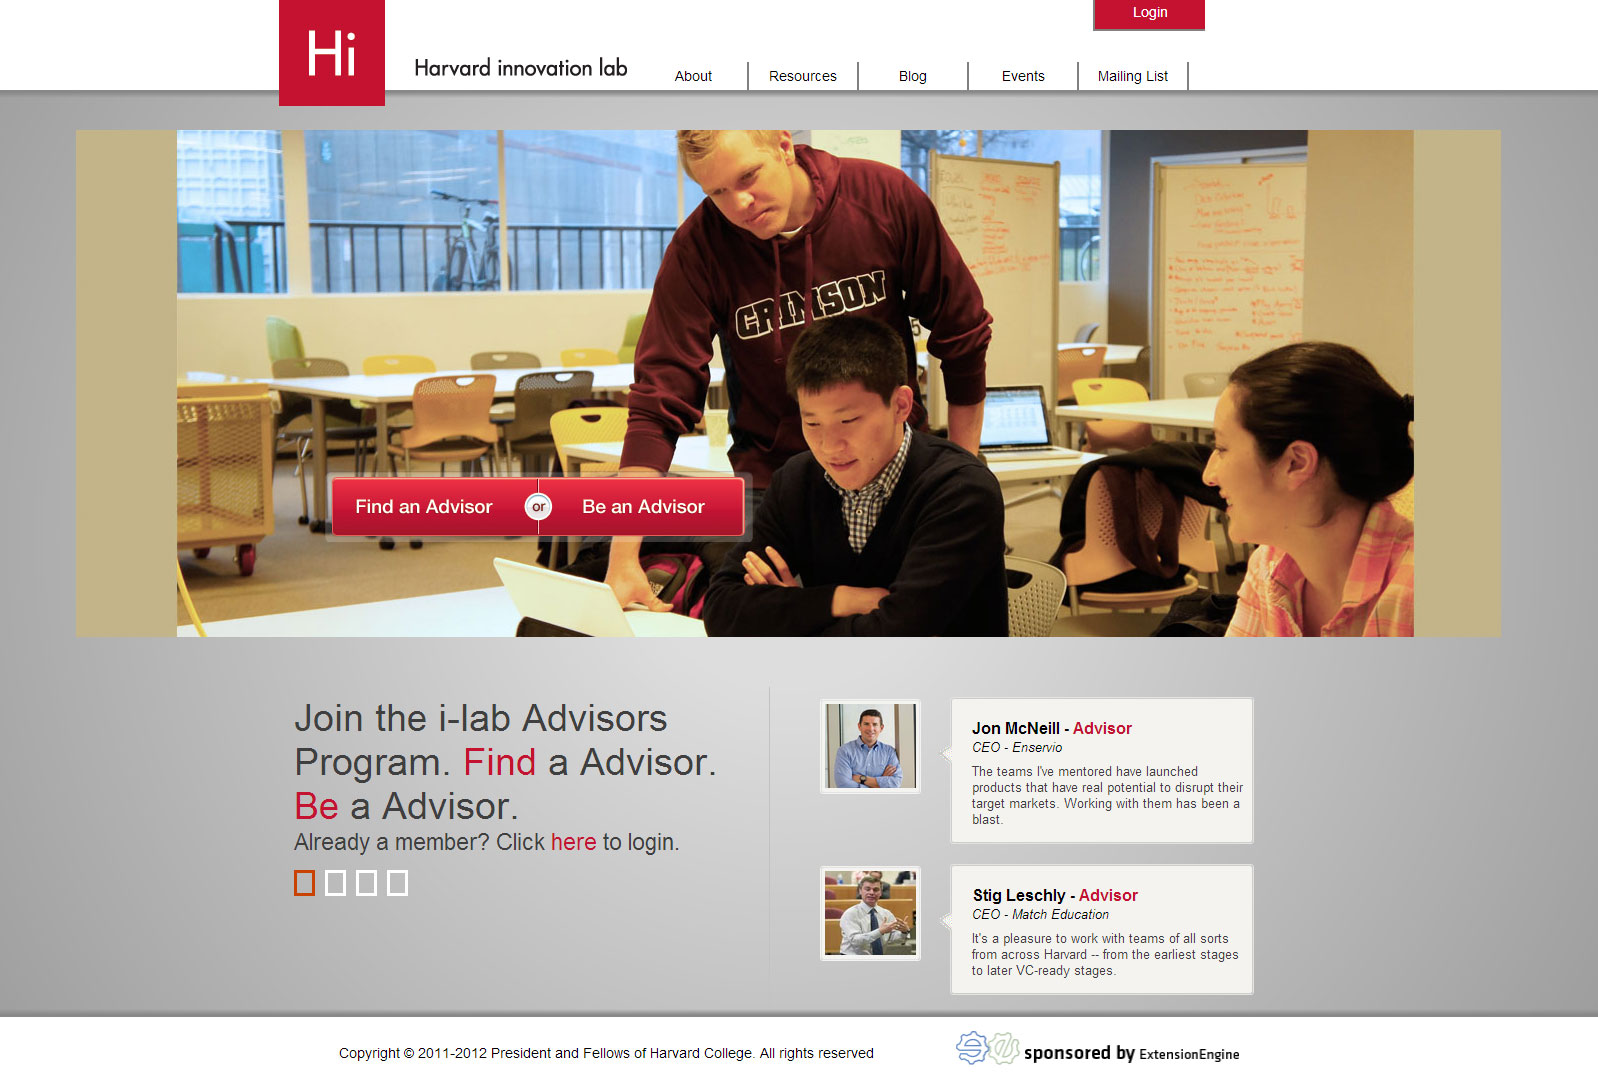 Hi
Harvard innovation lab
Login
About
Resources
Blog
Events
Mailing List
CRIMSON
Find an Advisor
or
Be an Advisor
Join the i-lab Advisors
Program. Find a Advisor.
Be a Advisor.
Already a member? Click here to login.
Jon McNeill - Advisor
CEO - Enservio
The teams I've mentored have launched
products that have real potential to disrupt their
target markets. Working with them has been a
blast.
Stig Leschly - Advisor
CEO - Match Education
It's a pleasure to work with teams of all sorts
from across Harvard -- from the earliest stages
to later VC-ready stages.
Copyright © 2011-2012 President and Fellows of Harvard College. All rights reserved
sponsored by ExtensionEngine